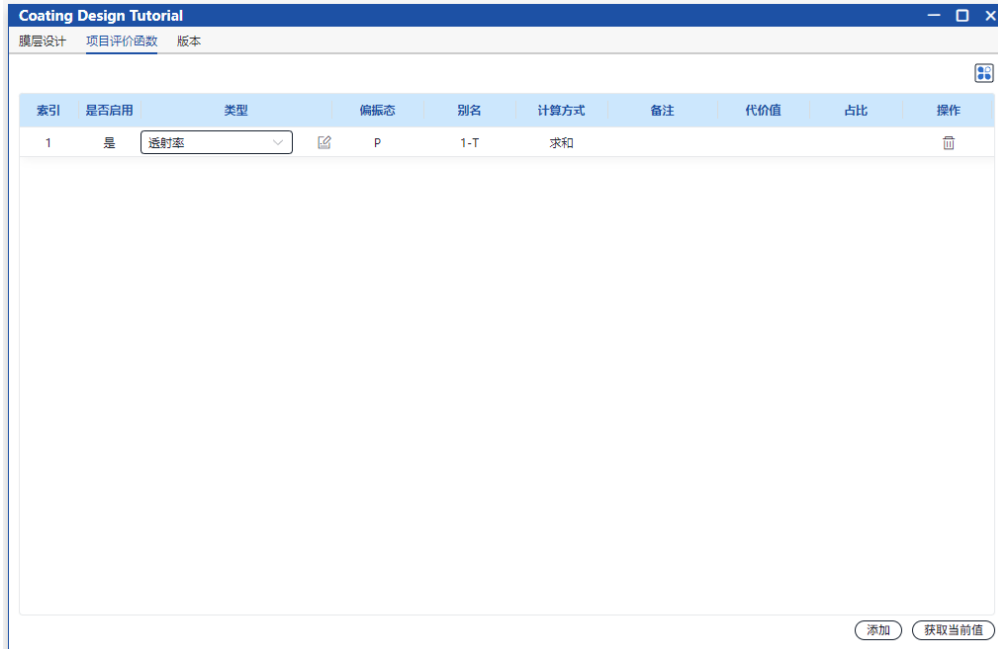 Coating Design Tutorial
膜层设计 项目评价函数 版本
索引 是否启用 类型 偏振态 别名 计算方式 备注 代价值 占比 操作
1 是 透射率 P 1-T 求和
添加 获取当前值